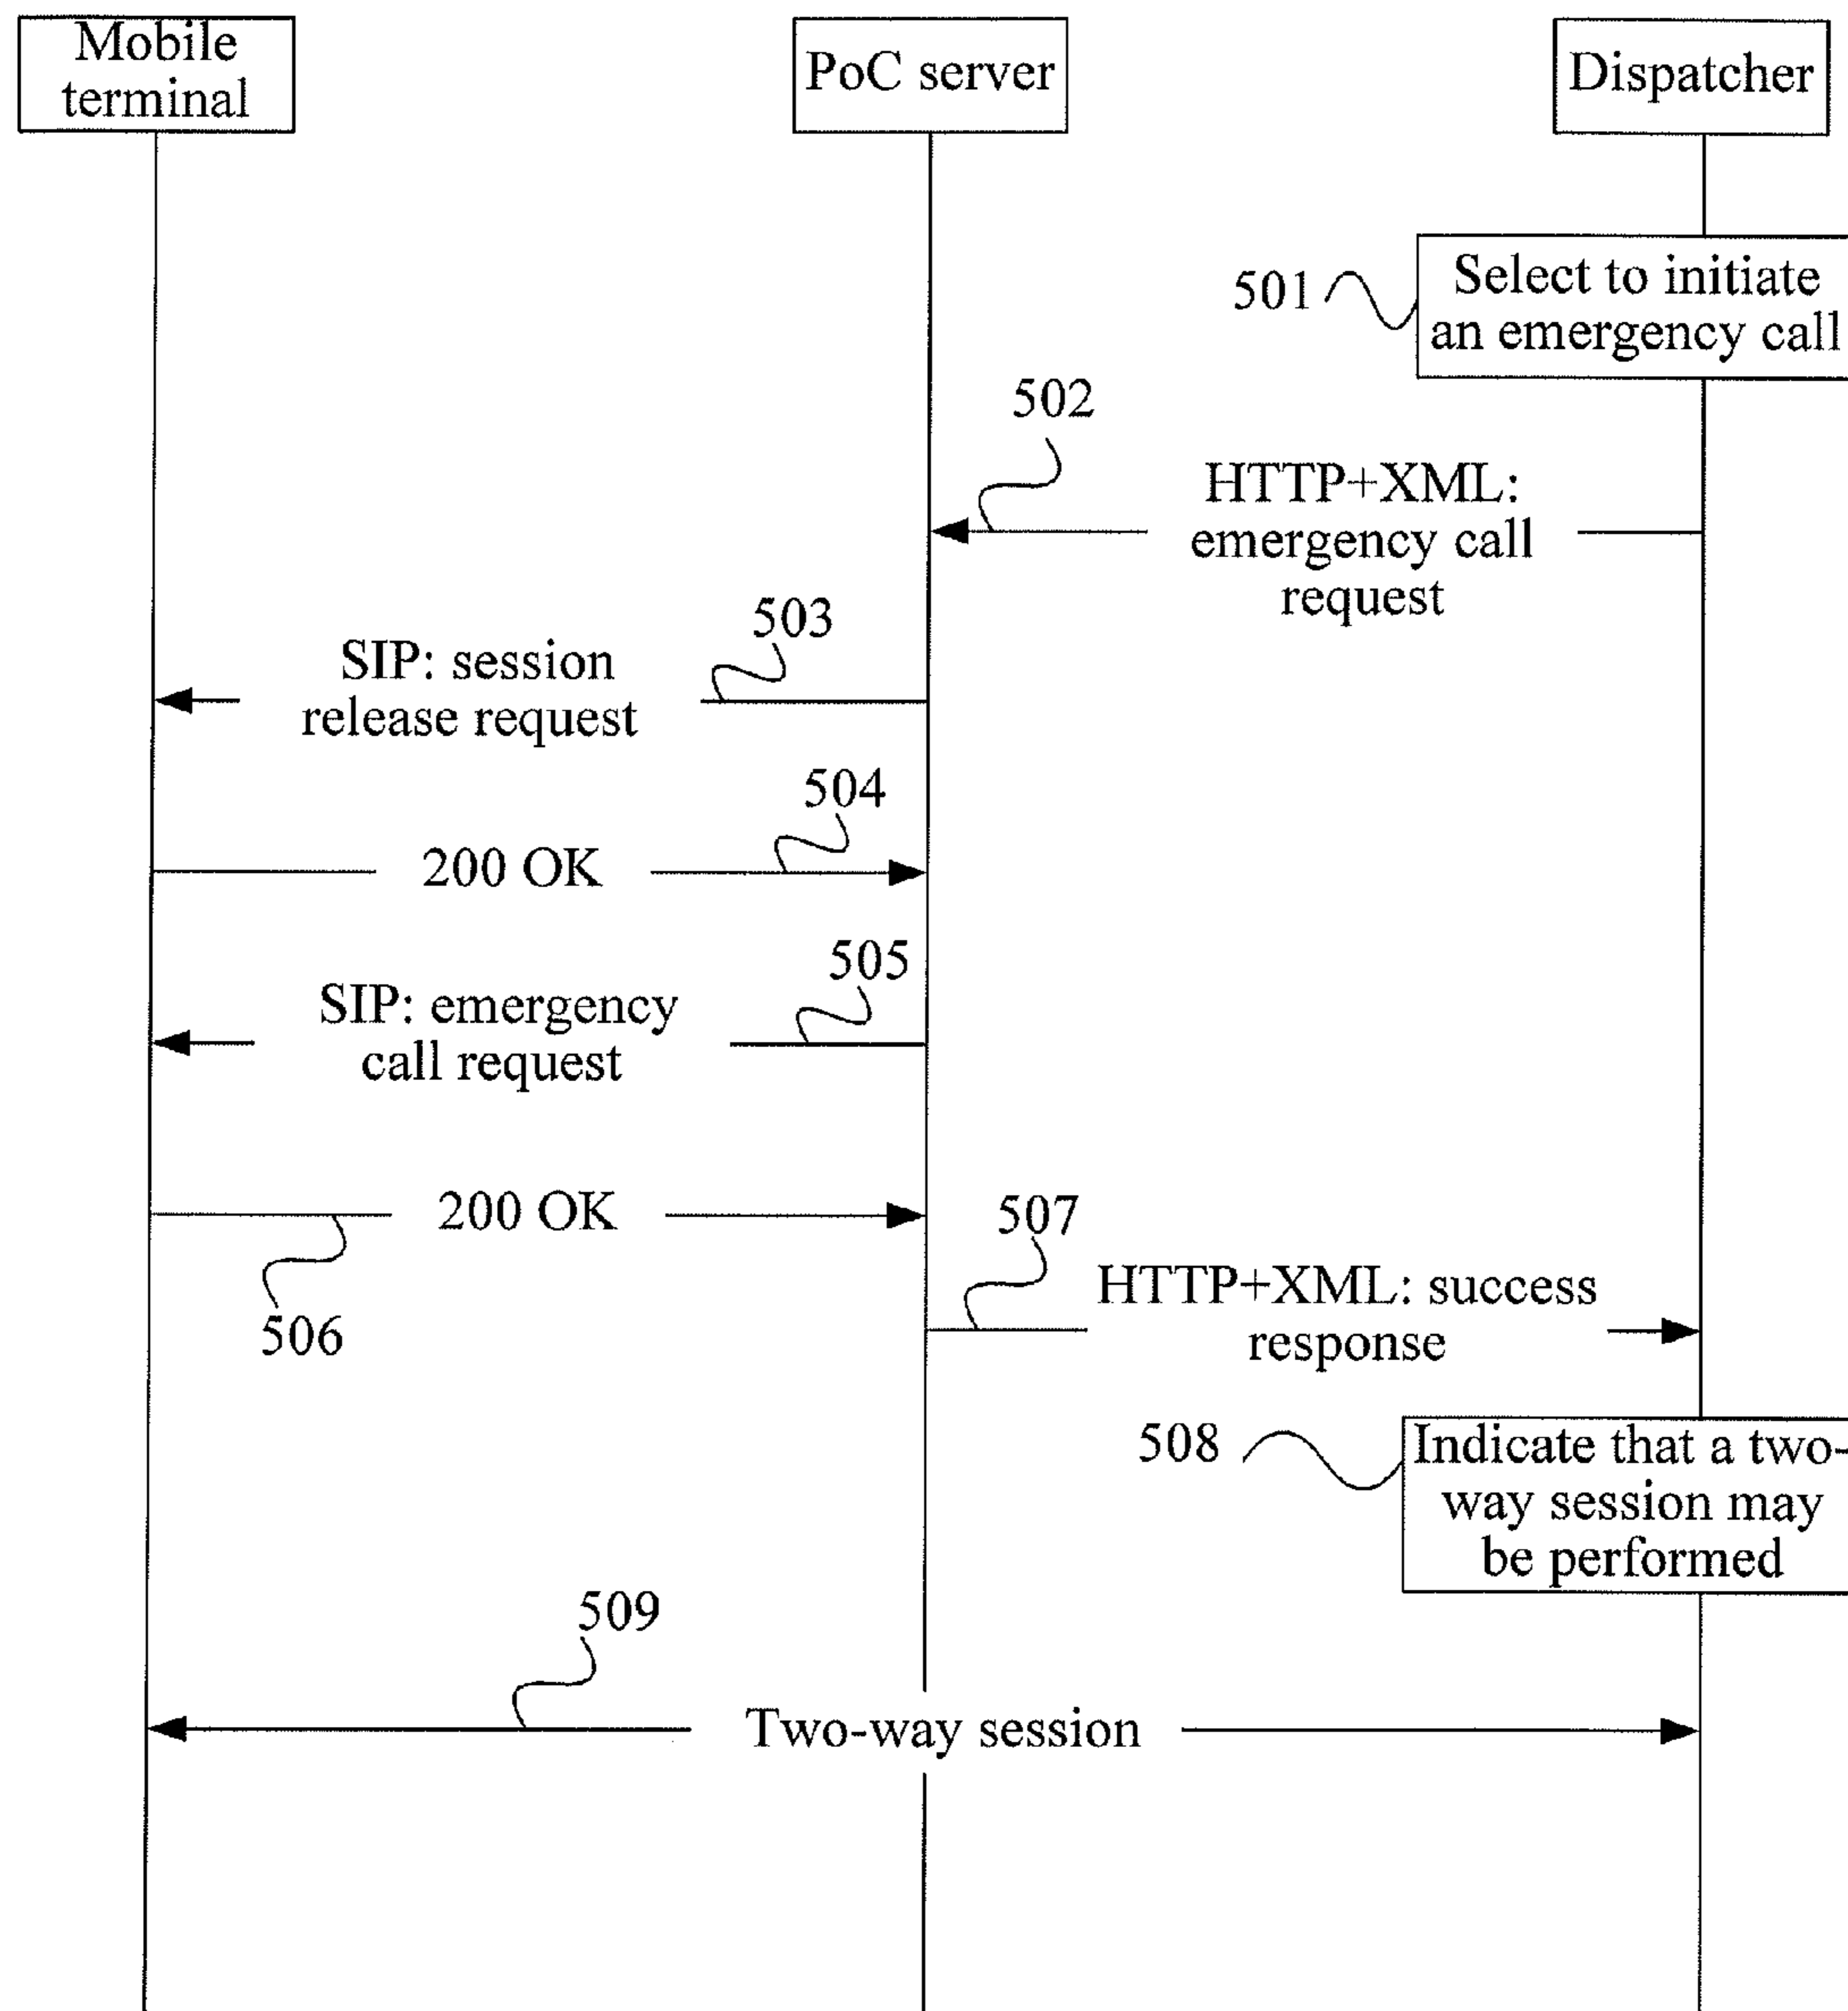 Mobile
terminal
PoC server
Dispatcher
501
Select to initiate
an emergency call
502
HTTP+XML:
emergency call
request
503
SIP: session
release request
504
200 OK
505
SIP: emergency
call request
200 OK
506
507
HTTP+XML: success
response
508
Indicate that a two-
way session may
be performed
509
Two-way session